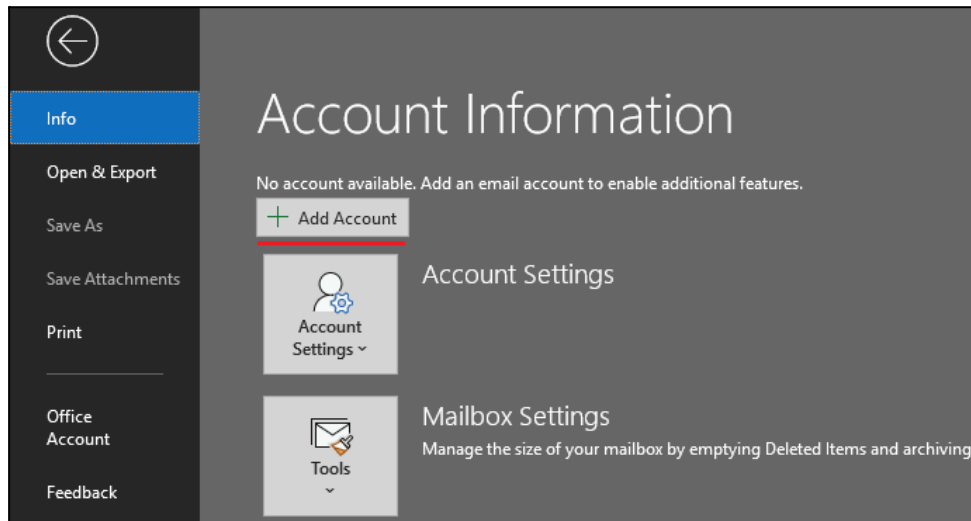 Info
Open & Export
Save As
Save Attachments
Print
Office
Account
Feedback
Account Information
No account available. Add an email account to enable additional features.
Add Account
Account
Settings
Account Settings
Tools
Mailbox Settings
Manage the size of your mailbox by emptying Deleted Items and archiving